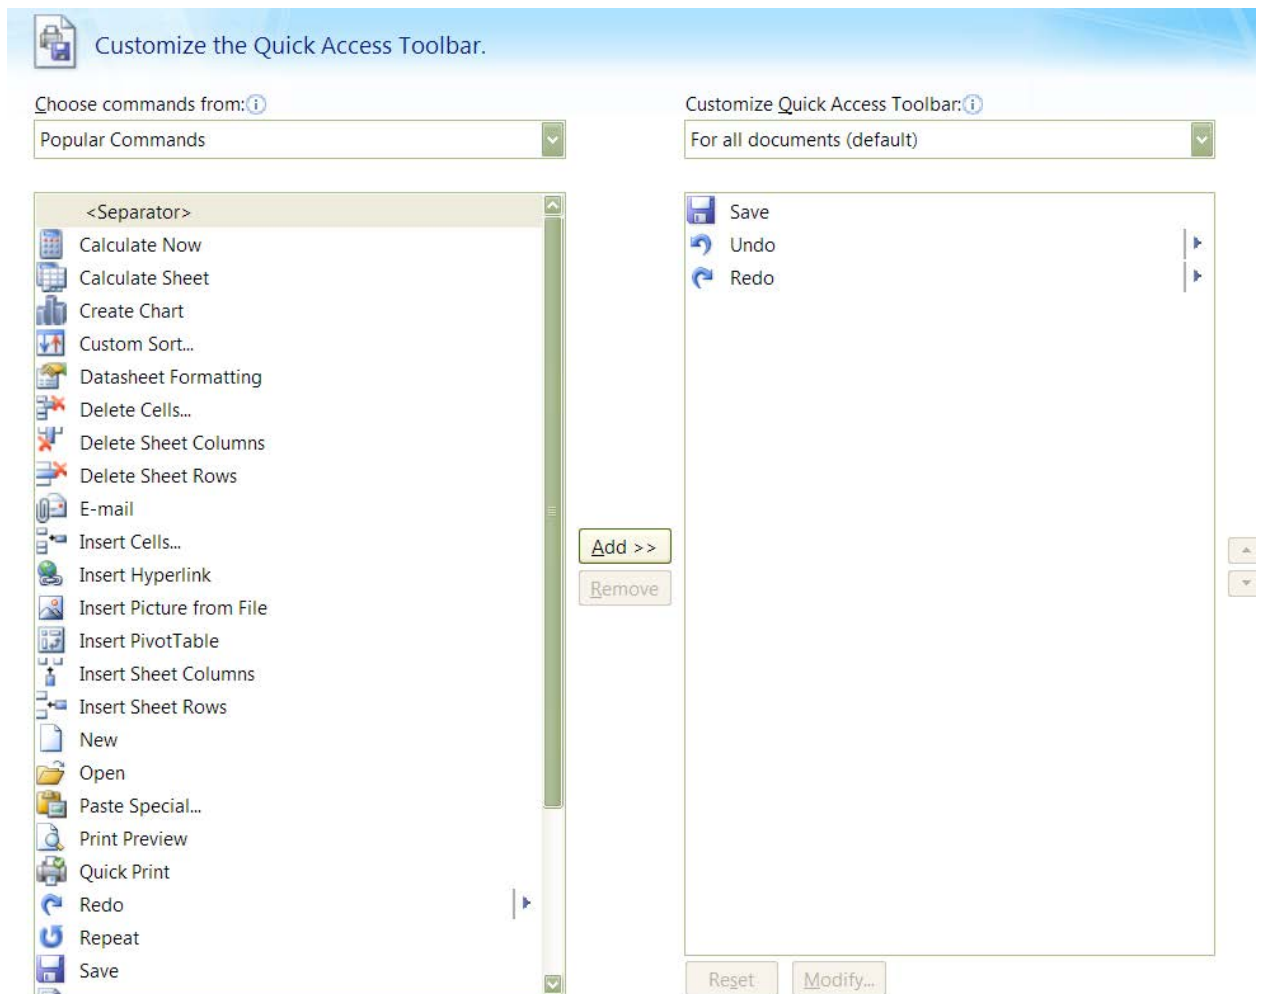 Customize the Quick Access Toolbar.
Choose commands from:
Popular Commands
<Separator>
Calculate Now
Calculate Sheet
Create Chart
Custom Sort...
Datasheet Formatting
Delete Cells...
Delete Sheet Columns
Delete Sheet Rows
E-mail
Insert Cells...
Insert Hyperlink
Insert Picture from File
Insert PivotTable
Insert Sheet Columns
Insert Sheet Rows
New
Open
Paste Special...
Print Preview
Quick Print
Redo
Repeat
Save
Add >>
Remove
Customize Quick Access Toolbar:
For all documents (default)
Save
Undo
Redo
Reset
Modify...